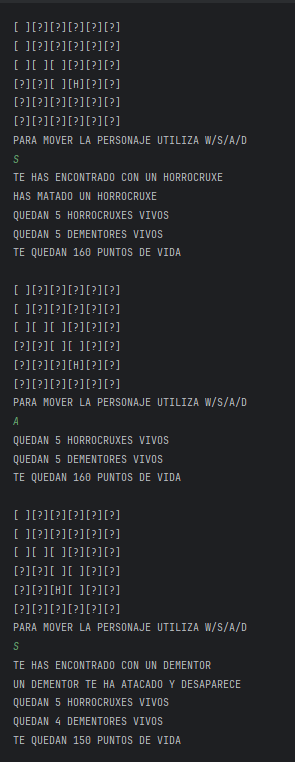 [ ][?][?][?][?][?]
[ ][?][?][?][?][?]
[ ][ ][ ][?][?][?]
[?][?][ ][H][?][?]
[?][?][?][?][?][?]
[?][?][?][?][?][?]
PARA MOVER LA PERSONAJE UTILIZA W/S/A/D
S
TE HAS ENCONTRADO CON UN HORROCRUXE
HAS MATADO UN HORROCRUXE
QUEDAN 5 HORROCRUXES VIVOS
QUEDAN 5 DEMENTORES VIVOS
TE QUEDAN 160 PUNTOS DE VIDA
[ ][?][?][?][?][?]
[ ][?][?][?][?][?]
[ ][ ][ ][?][?][?]
[?][?][ ][ ][?][?]
[?][?][?][H][?][?]
[?][?][?][?][?][?]
PARA MOVER LA PERSONAJE UTILIZA W/S/A/D
A
QUEDAN 5 HORROCRUXES VIVOS
QUEDAN 5 DEMENTORES VIVOS
TE QUEDAN 160 PUNTOS DE VIDA
[ ][?][?][?][?][?]
[ ][?][?][?][?][?]
[ ][ ][ ][?][?][?]
[?][?][ ][ ][?][?]
[?][?][H][ ][?][?]
[?][?][?][?][?][?]
PARA MOVER LA PERSONAJE UTILIZA W/S/A/D
S
TE HAS ENCONTRADO CON UN DEMENTOR
UN DEMENTOR TE HA ATACADO Y DESAPARECE
QUEDAN 5 HORROCRUXES VIVOS
QUEDAN 4 DEMENTORES VIVOS
TE QUEDAN 150 PUNTOS DE VIDA